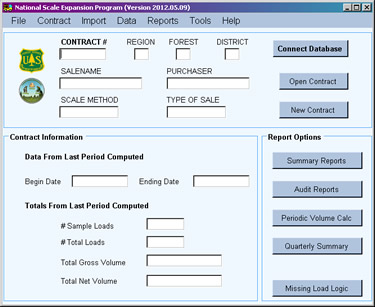 National Scale Expansion Program (Version 2012.05.09)
File Contract Import Data Reports Tools Help
CONTRACT # REGION FOREST DISTRICT
Connect Database
SALENAME PURCHASER
Open Contract
SCALE METHOD TYPE OF SALE
New Contract
Contract Information
Report Options
Data From Last Period Computed
Summary Reports
Begin Date Ending Date
Audit Reports
Totals From Last Period Computed
Periodic Volume Calc
# Sample Loads
# Total Loads
Quarterly Summary
Total Gross Volume
Total Net Volume
Missing Load Logic
U S